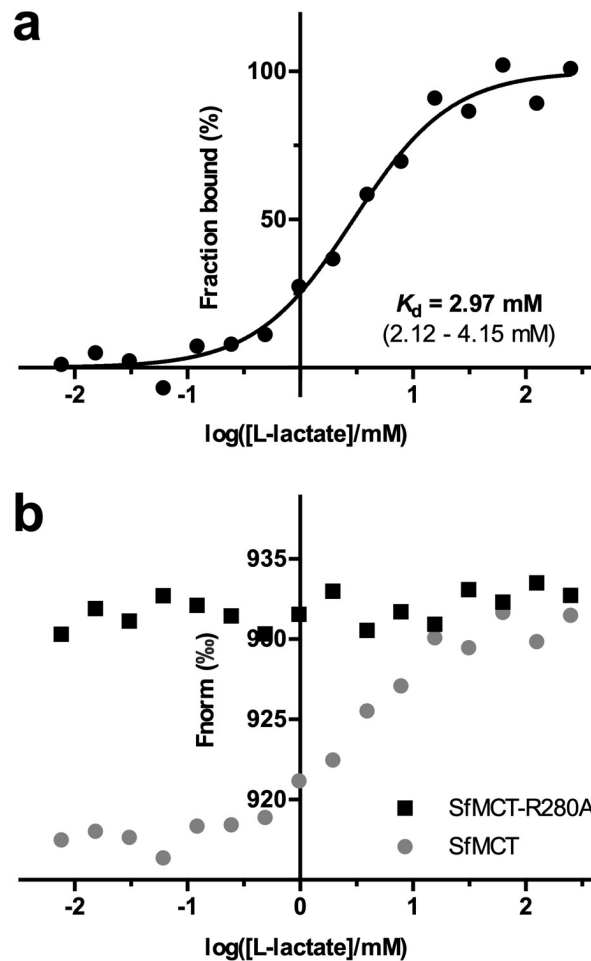 a
Fraction bound (%)
100
50
Kd = 2.97 mM
(2.12 - 4.15 mM)
-2 -1 0 1 2
log([L-lactate]/mM)
b
Fnorm (‰)
935
930
925
920
SfMCT-R280A
SfMCT
-2 -1 0 1 2
log([L-lactate]/mM)